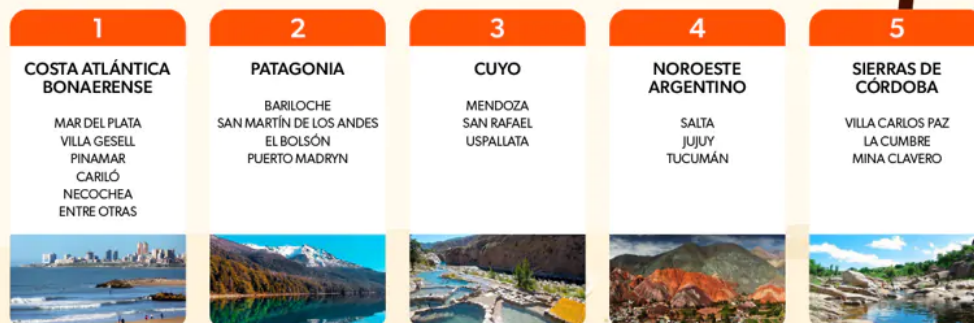 1
COSTA ATLÁNTICA
BONAERENSE
MAR DEL PLATA
VILLA GESELL
PINAMAR
CARILÓ
NECOCHEA
ENTRE OTRAS
2
PATAGONIA
BARILOCHE
SAN MARTÍN DE LOS ANDES
EL BOLSÓN
PUERTO MADRYN
3
CUYO
MENDOZA
SAN RAFAEL
USPALLATA
4
NOROESTE
ARGENTINO
SALTA
JUJUY
TUCUMÁN
5
SIERRAS DE
CÓRDOBA
VILLA CARLOS PAZ
LA CUMBRE
MINA CLAVERO